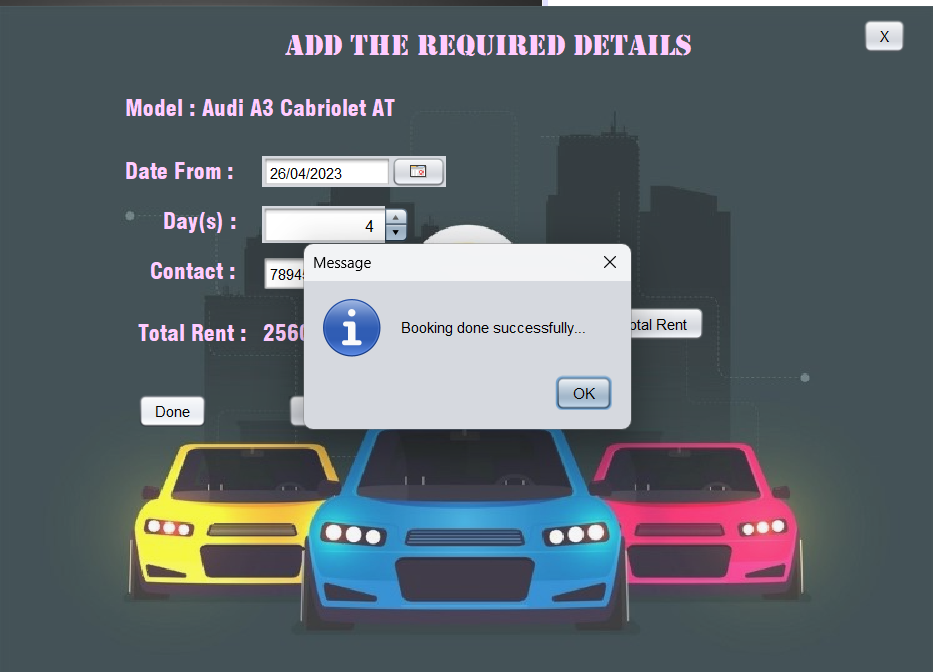 ADD THE REQUIRED DETAILS
X
Model : Audi A3 Cabriolet AT
Date From :
26/04/2023
Day(s) :
4
Message
Contact :
Total Rent :
Booking done successfully...
Rent
OK
Done